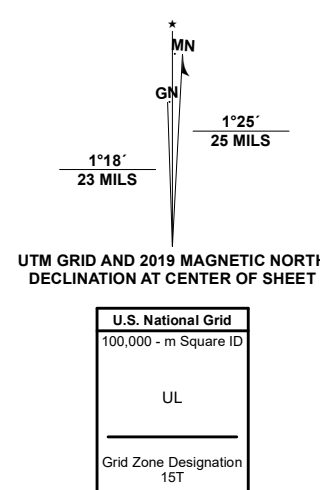 ★
MN
GN
1°25´
25 MILS
1°18´
23 MILS
UTM GRID AND 2019 MAGNETIC NORTH
DECLINATION AT CENTER OF SHEET
U.S. National Grid
100,000 - m Square ID
UL
Grid Zone Designation
15T